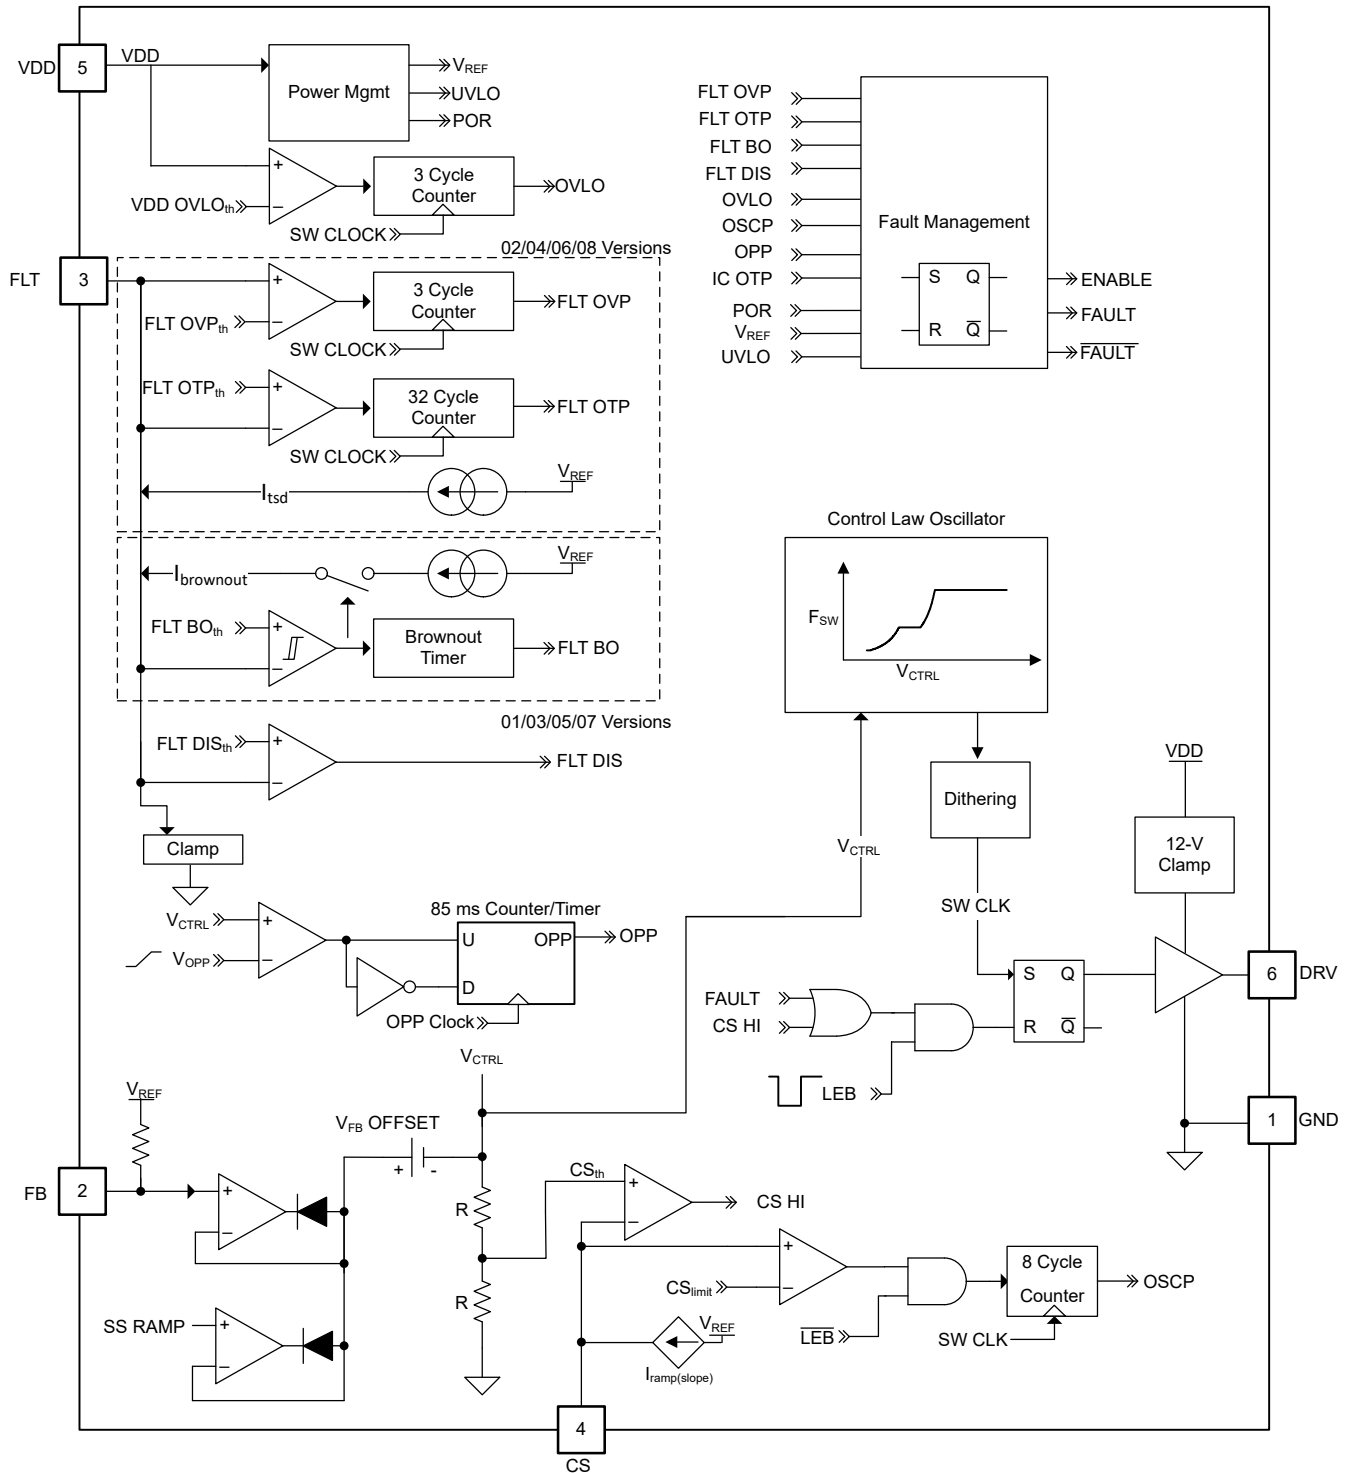 VDD
5
VDD
Power Mgmt
VREF
UVLO
POR
VDD OVLOth
+
−
3 Cycle
Counter
OVLO
SW CLOCK
02/04/06/08 Versions
FLT
3
FLT OVPth
+
−
3 Cycle
Counter
FLT OVP
SW CLOCK
FLT OTPth
+
−
32 Cycle
Counter
FLT OTP
SW CLOCK
Itsd
VREF
Ibrownout
VREF
FLT BOth
+
−
Brownout
Timer
FLT BO
01/03/05/07 Versions
FLT DISth
+
−
FLT DIS
Clamp
FLT OVP
FLT OTP
FLT BO
FLT DIS
OVLO
OSCP
OPP
IC OTP
POR
VREF
UVLO
Fault Management
S Q
R Q
ENABLE
FAULT
FAULT
Control Law Oscillator
FSW
VCTRL
Dithering
VCTRL
SW CLK
VDD
12-V
Clamp
VCTRL
VOPP
+
−
85 ms Counter/Timer
U OPP
D
OPP
OPP Clock
FAULT
CS HI
LEB
S Q
R Q
6
DRV
1
GND
VREF
FB
2
+
−
SS RAMP
+
−
VFB OFFSET
+ -
VCTRL
R
R
CSth
+
−
CS HI
CSlimit
+
−
LEB
8 Cycle
Counter
OSCP
SW CLK
VREF
Iramp(slope)
4
CS